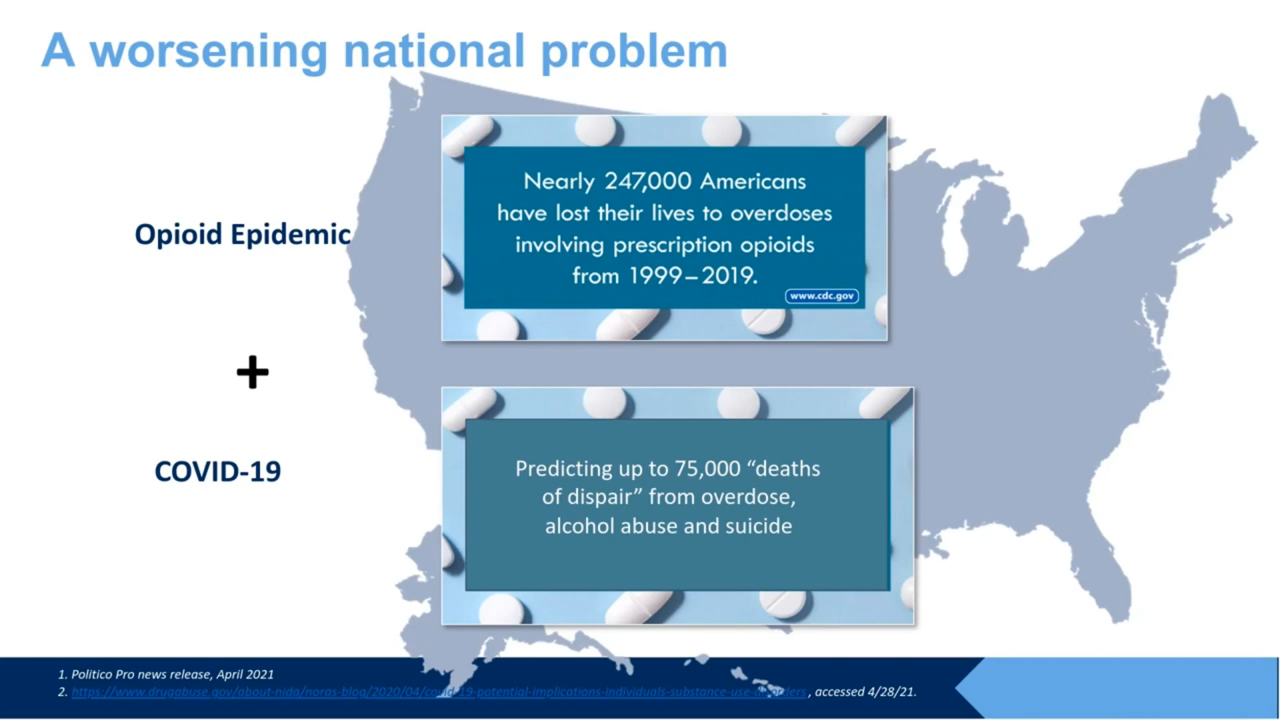 A worsening national problem
Opioid Epidemic
Nearly 247,000 Americans
have lost their lives to overdoses
involving prescription opioids
from 1999–2019.
www.cdc.gov
+
COVID-19
Predicting up to 75,000 “deaths
of dispair” from overdose,
alcohol abuse and suicide
1. Politico Pro news release, April 2021
2. https://www.drugabuse.gov/about-nida/noras-blog/2020/04/covid-19-potential-implications-individuals-substance-use-disorders , accessed 4/28/21.